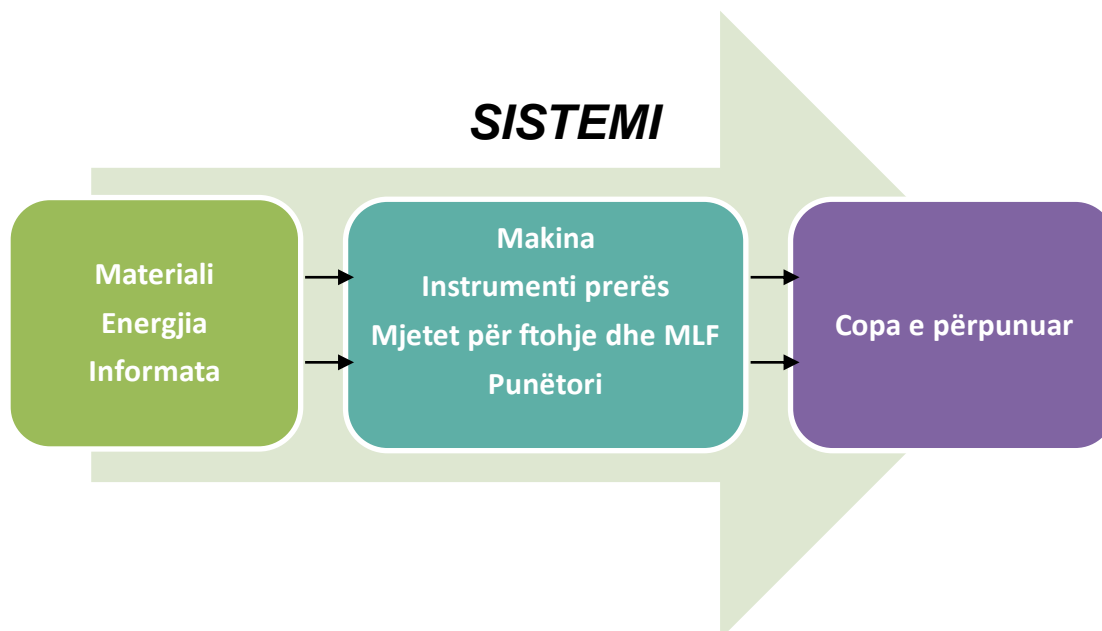 SISTEMI
Materiali
Energjia
Informata
Makina
Instrumenti prerës
Mjetet për ftohje dhe MLF
Punëtori
Copa e përpunuar